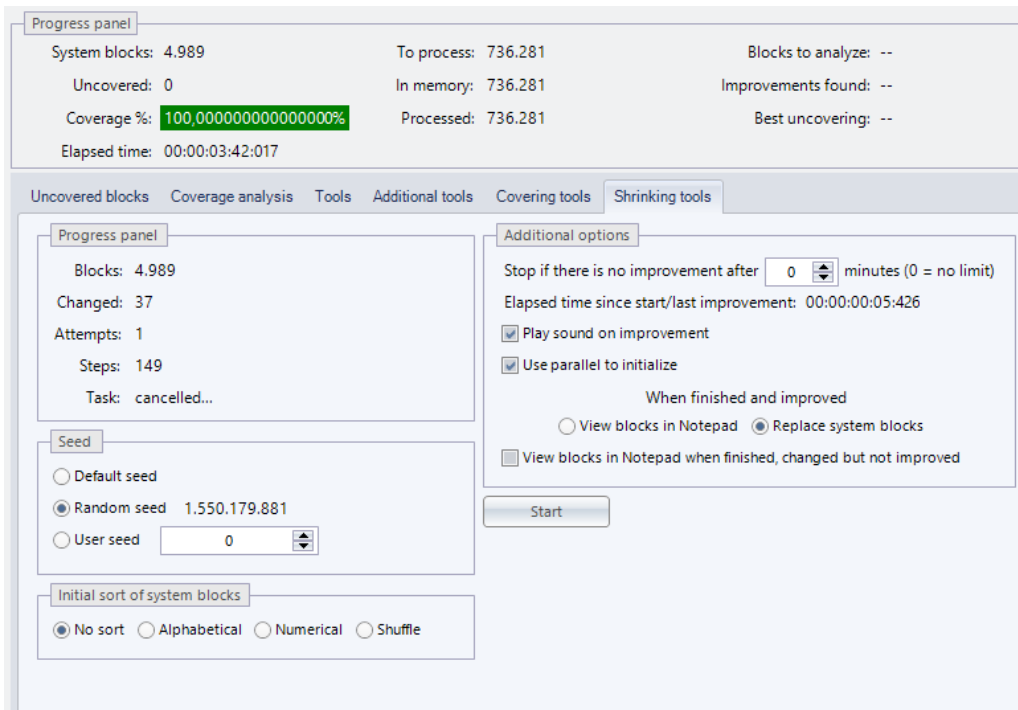 Progress panel
System blocks: 4.989 To process: 736.281 Blocks to analyze: --
Uncovered: 0 In memory: 736.281 Improvements found: --
Coverage %: 100,000000000000000% Processed: 736.281 Best uncovering: --
Elapsed time: 00:00:03:42:017
Uncovered blocks Coverage analysis Tools Additional tools Covering tools Shrinking tools
Progress panel
Blocks: 4.989
Changed: 37
Attempts: 1
Steps: 149
Task: cancelled...
Seed
Default seed
Random seed 1.550.179.881
User seed 0
Initial sort of system blocks
No sort Alphabetical Numerical Shuffle
Additional options
Stop if there is no improvement after 0 minutes (0 = no limit)
Elapsed time since start/last improvement: 00:00:00:05:426
Play sound on improvement
Use parallel to initialize
When finished and improved
View blocks in Notepad Replace system blocks
View blocks in Notepad when finished, changed but not improved
Start